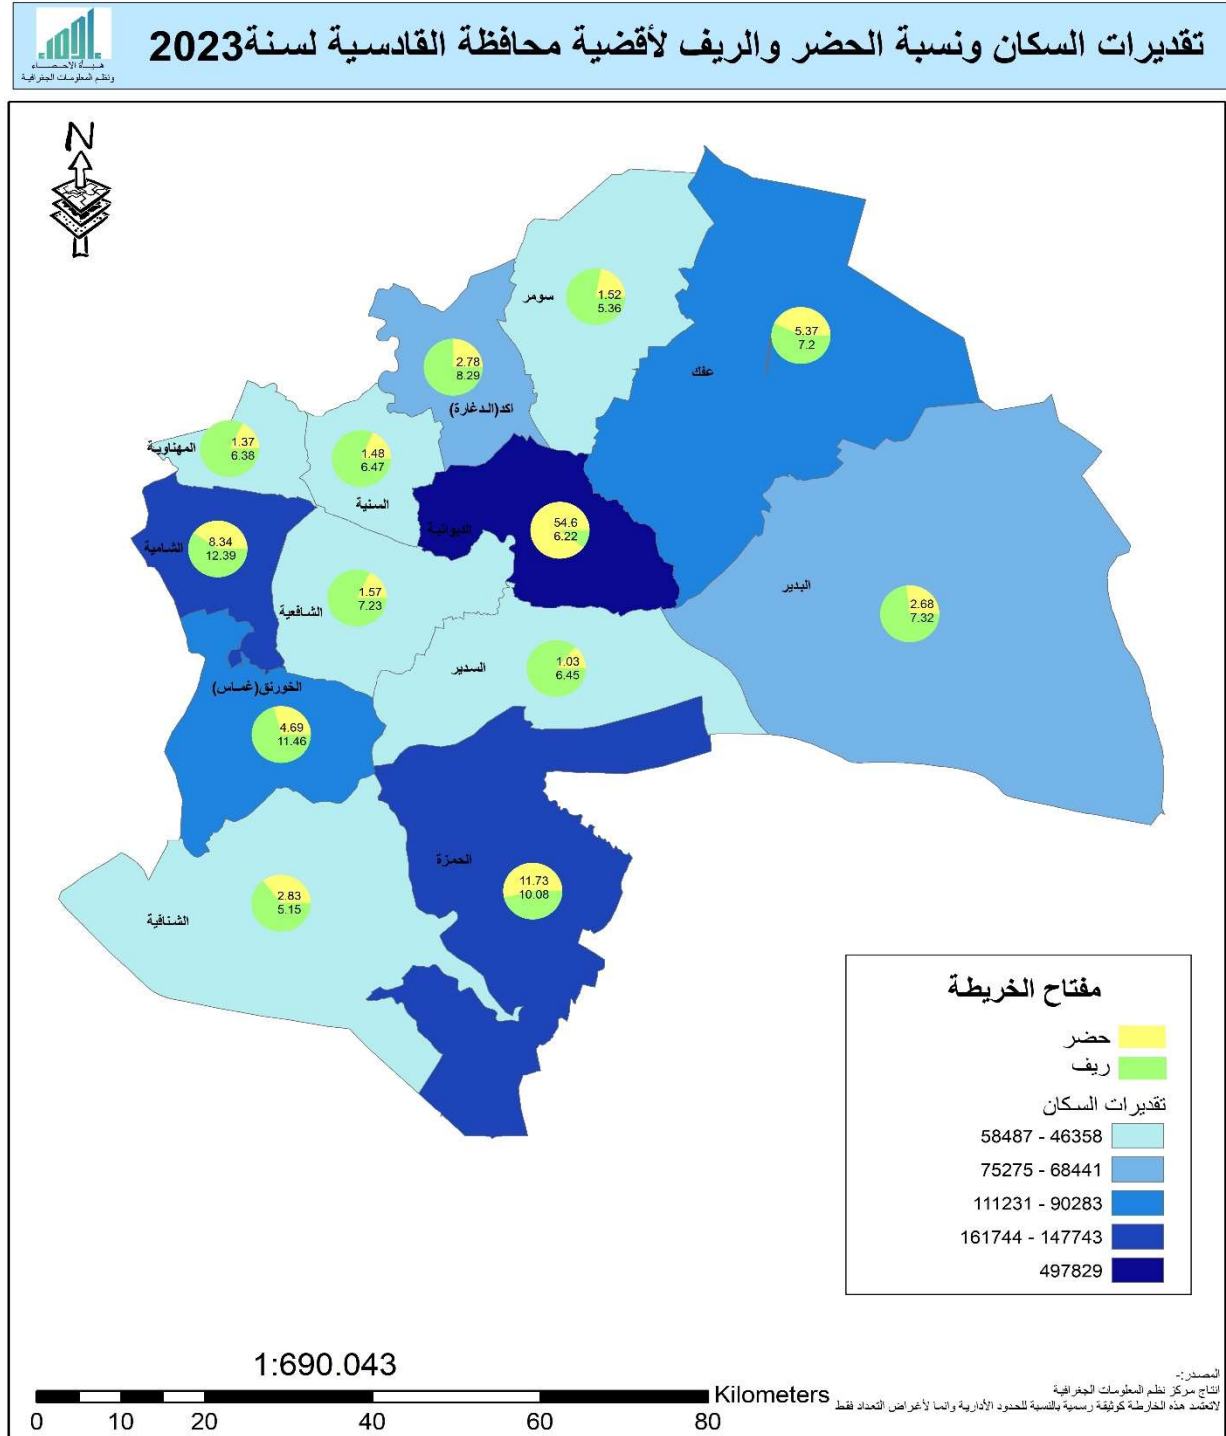 تقديرات السكان ونسبة الحضر والريف لأقضية محافظة القادسية لسنة2023
هيأة الاحصاء
ونظم المعلومات الجغرافية
N
سومر
1.52
5.36
عفك
5.37
7.2
اكد(الدغارة)
2.78
8.29
المهناوية
1.37
6.38
السنية
1.48
6.47
الديوانية
54.6
6.22
الشامية
8.34
12.39
الشافعية
1.57
7.23
البدير
2.68
7.32
السدير
1.03
6.45
الخورنق(غماس)
4.69
11.46
الحمزة
11.73
10.08
الشنافية
2.83
5.15
مفتاح الخريطة
حضر
ريف
تقديرات السكان
58487 - 46358
75275 - 68441
111231 - 90283
161744 - 147743
497829
1:690.043
Kilometers
0 10 20 40 60 80
المصدر:-
انتاج مركز نظم المعلومات الجغرافية
لاتعتمد هذه الخارطة كوثيقة رسمية بالنسبة للحدود الأدارية وانما لأغراض التعداد فقط